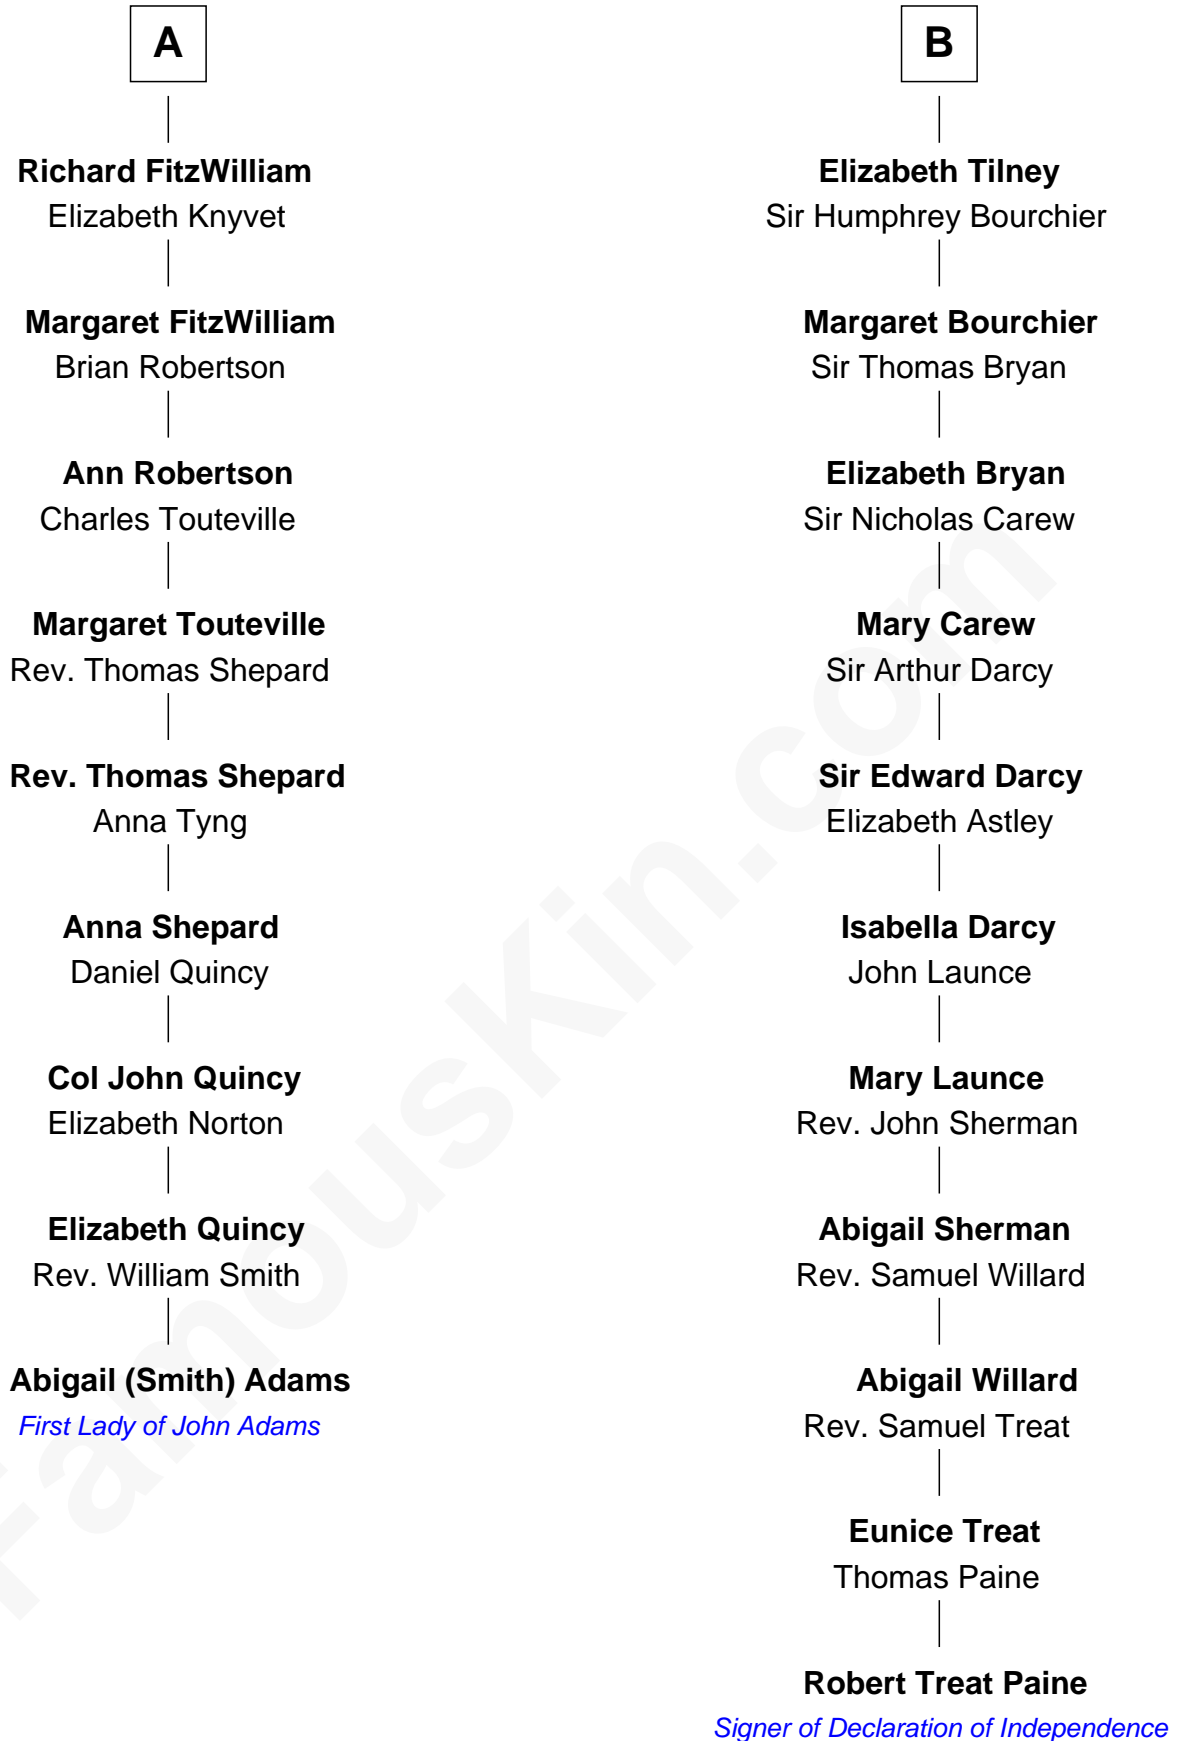 A
Richard FitzWilliam
Elizabeth Knyvet
Margaret FitzWilliam
Brian Robertson
Ann Robertson
Charles Touteville
Margaret Touteville
Rev. Thomas Shepard
Rev. Thomas Shepard
Anna Tyng
Anna Shepard
Daniel Quincy
Col John Quincy
Elizabeth Norton
Elizabeth Quincy
Rev. William Smith
Abigail (Smith) Adams
First Lady of John Adams
B
Elizabeth Tilney
Sir Humphrey Bourchier
Margaret Bourchier
Sir Thomas Bryan
Elizabeth Bryan
Sir Nicholas Carew
Mary Carew
Sir Arthur Darcy
Sir Edward Darcy
Elizabeth Astley
Isabella Darcy
John Launce
Mary Launce
Rev. John Sherman
Abigail Sherman
Rev. Samuel Willard
Abigail Willard
Rev. Samuel Treat
Eunice Treat
Thomas Paine
Robert Treat Paine
Signer of Declaration of Independence
FamousKin.com